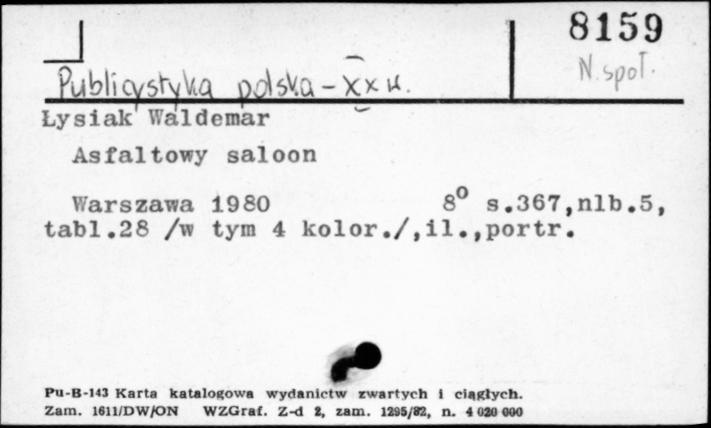 8159
N. społ.
Publicystyka polska - XX w.
Łysiak Waldemar
Asfaltowy saloon
Warszawa 1980 8° s.367,nlb.5,
tabl.28 /w tym 4 kolor./,il.,portr.
Pu-B-143 Karta katalogowa wydanictw zwartych i ciągłych.
Zam. 1611/DW/ON WZGraf. Z-d 2, zam. 1295/82, n. 4 020 000